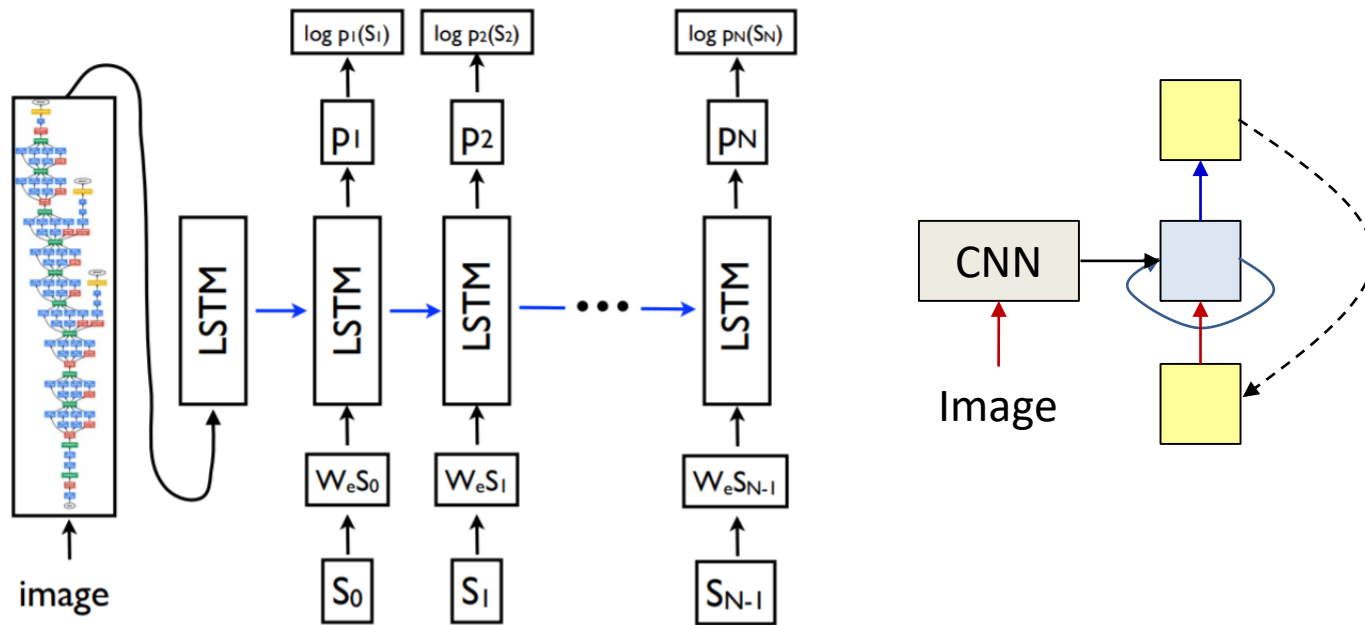 log p₁(S₁) log p₂(S₂) log pN(SN)
p₁ p₂ pN
LSTM LSTM LSTM ••• LSTM
WₑS₀ WₑS₁ WₑSN-1
image S₀ S₁ SN-1
CNN
Image